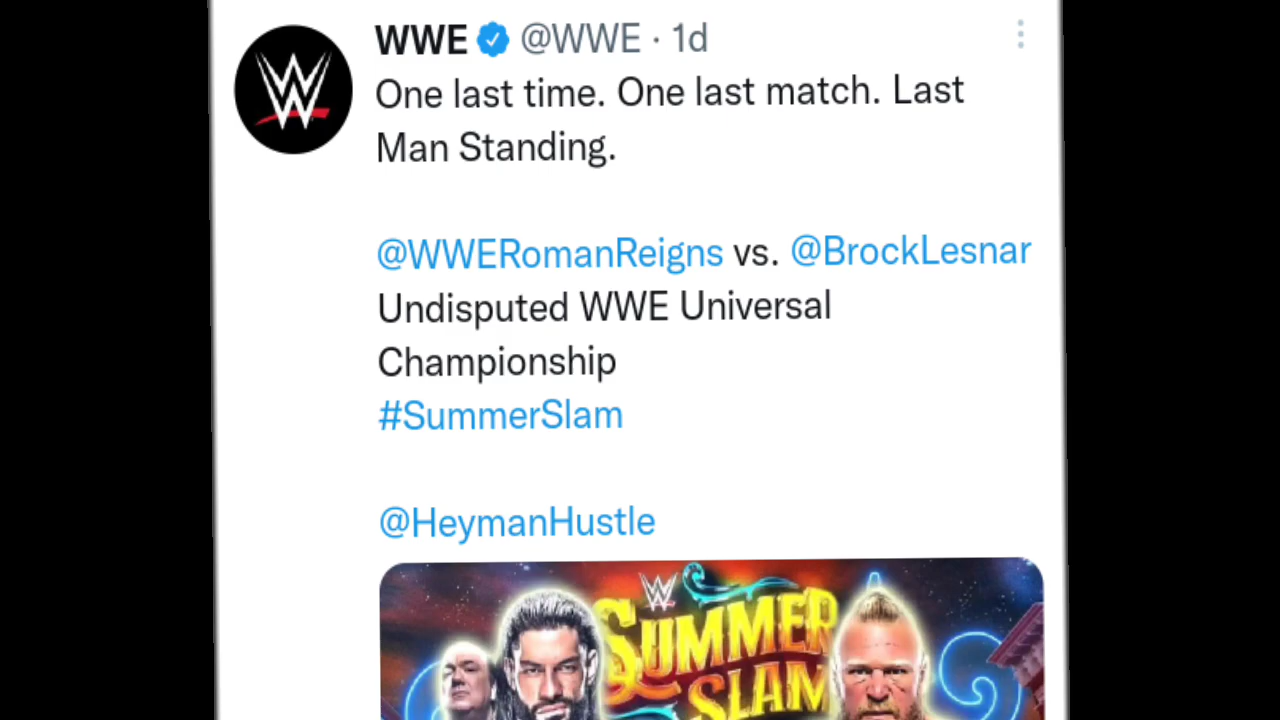 WWE @WWE · 1d
One last time. One last match. Last
Man Standing.
@WWERomanReigns vs. @BrockLesnar
Undisputed WWE Universal
Championship
#SummerSlam
@HeymanHustle
W
SUMMER
SLAM